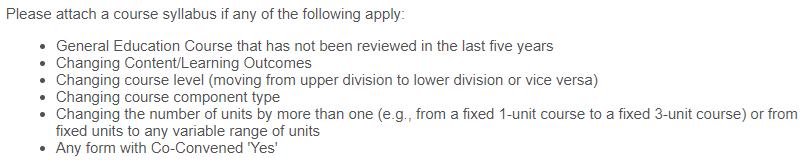 Please attach a course syllabus if any of the following apply:
• General Education Course that has not been reviewed in the last five years
• Changing Content/Learning Outcomes
• Changing course level (moving from upper division to lower division or vice versa)
• Changing course component type
• Changing the number of units by more than one (e.g., from a fixed 1-unit course to a fixed 3-unit course) or from
fixed units to any variable range of units
• Any form with Co-Convened 'Yes'